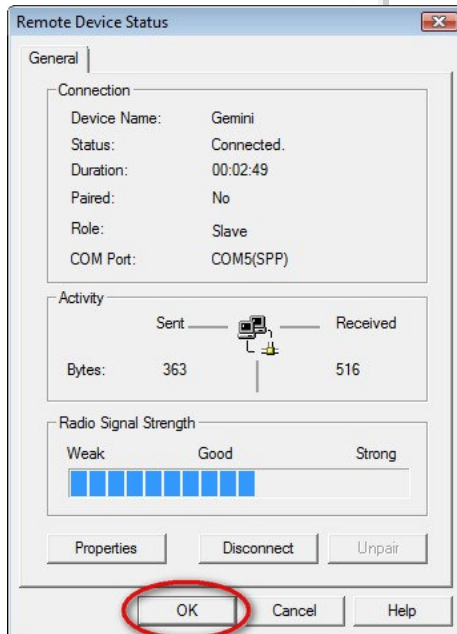 Remote Device Status
General
Connection
Device Name: Gemini
Status: Connected.
Duration: 00:02:49
Paired: No
Role: Slave
COM Port: COM5(SPP)
Activity
Sent Received
Bytes: 363 516
Radio Signal Strength
Weak Good Strong
Properties Disconnect Unpair
OK Cancel Help